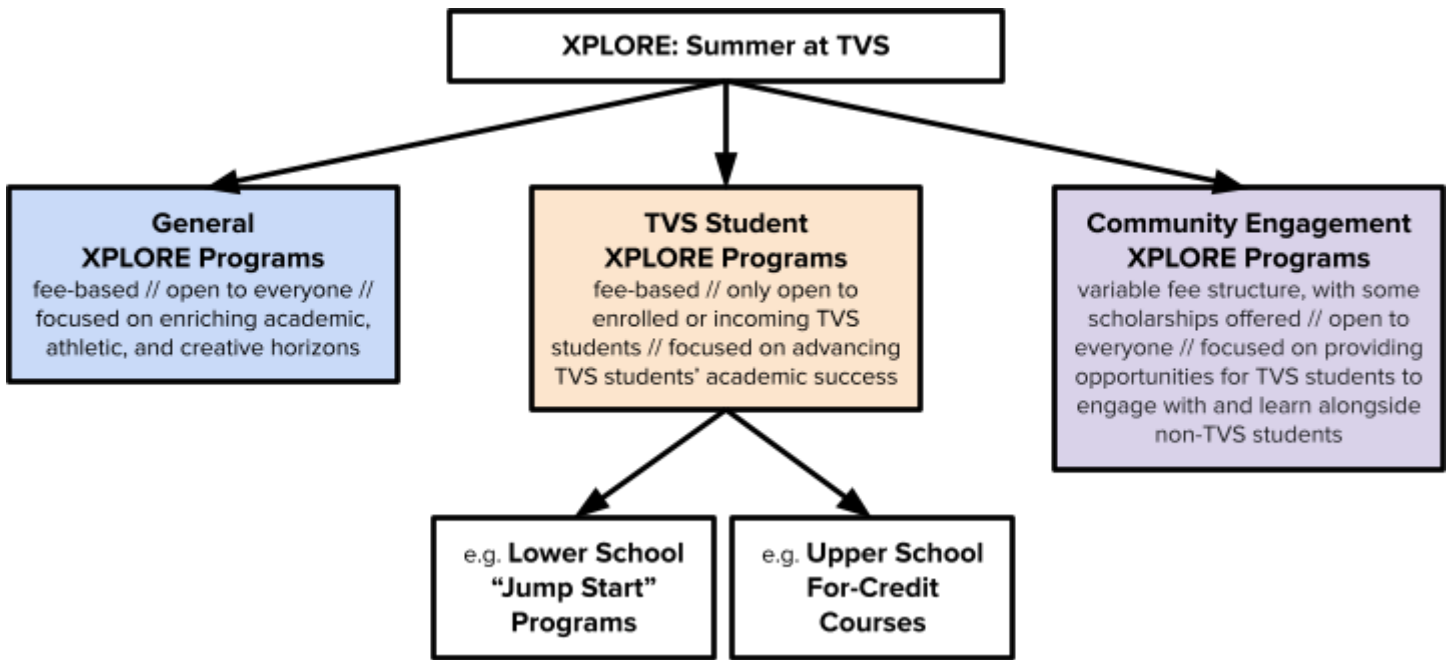 XPLORE: Summer at TVS
General
XPLORE Programs
fee-based // open to everyone //
focused on enriching academic,
athletic, and creative horizons
TVS Student
XPLORE Programs
fee-based // only open to
enrolled or incoming TVS
students // focused on advancing
TVS students’ academic success
Community Engagement
XPLORE Programs
variable fee structure, with some
scholarships offered // open to
everyone // focused on providing
opportunities for TVS students to
engage with and learn alongside
non-TVS students
e.g. Lower School
“Jump Start”
Programs
e.g. Upper School
For-Credit
Courses